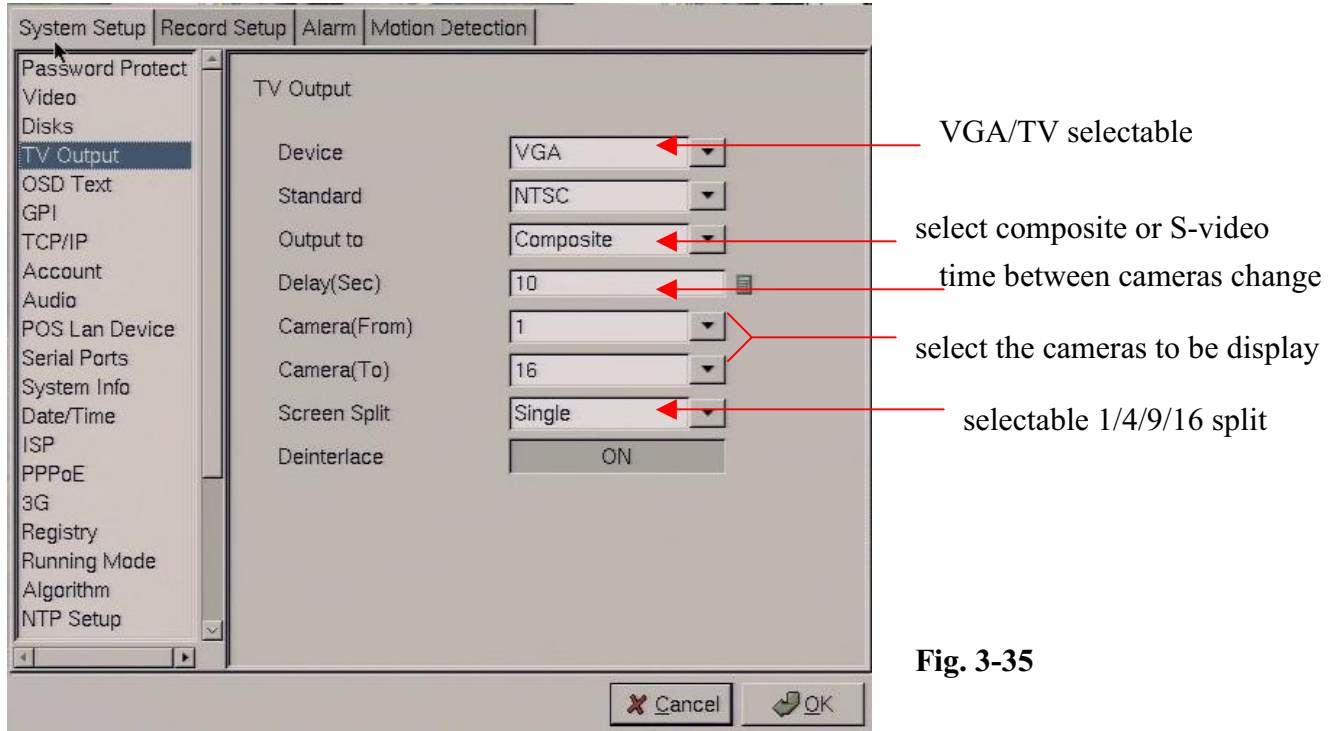 System Setup Record Setup Alarm Motion Detection
Password Protect
Video
Disks
TV Output
OSD Text
GPI
TCP/IP
Account
Audio
POS Lan Device
Serial Ports
System Info
Date/Time
ISP
PPPoE
3G
Registry
Running Mode
Algorithm
NTP Setup
TV Output
Device VGA
Standard NTSC
Output to Composite
Delay(Sec) 10
Camera(From) 1
Camera(To) 16
Screen Split Single
Deinterlace ON
VGA/TV selectable
select composite or S-video
time between cameras change
select the cameras to be display
selectable 1/4/9/16 split
Fig. 3-35
Cancel OK